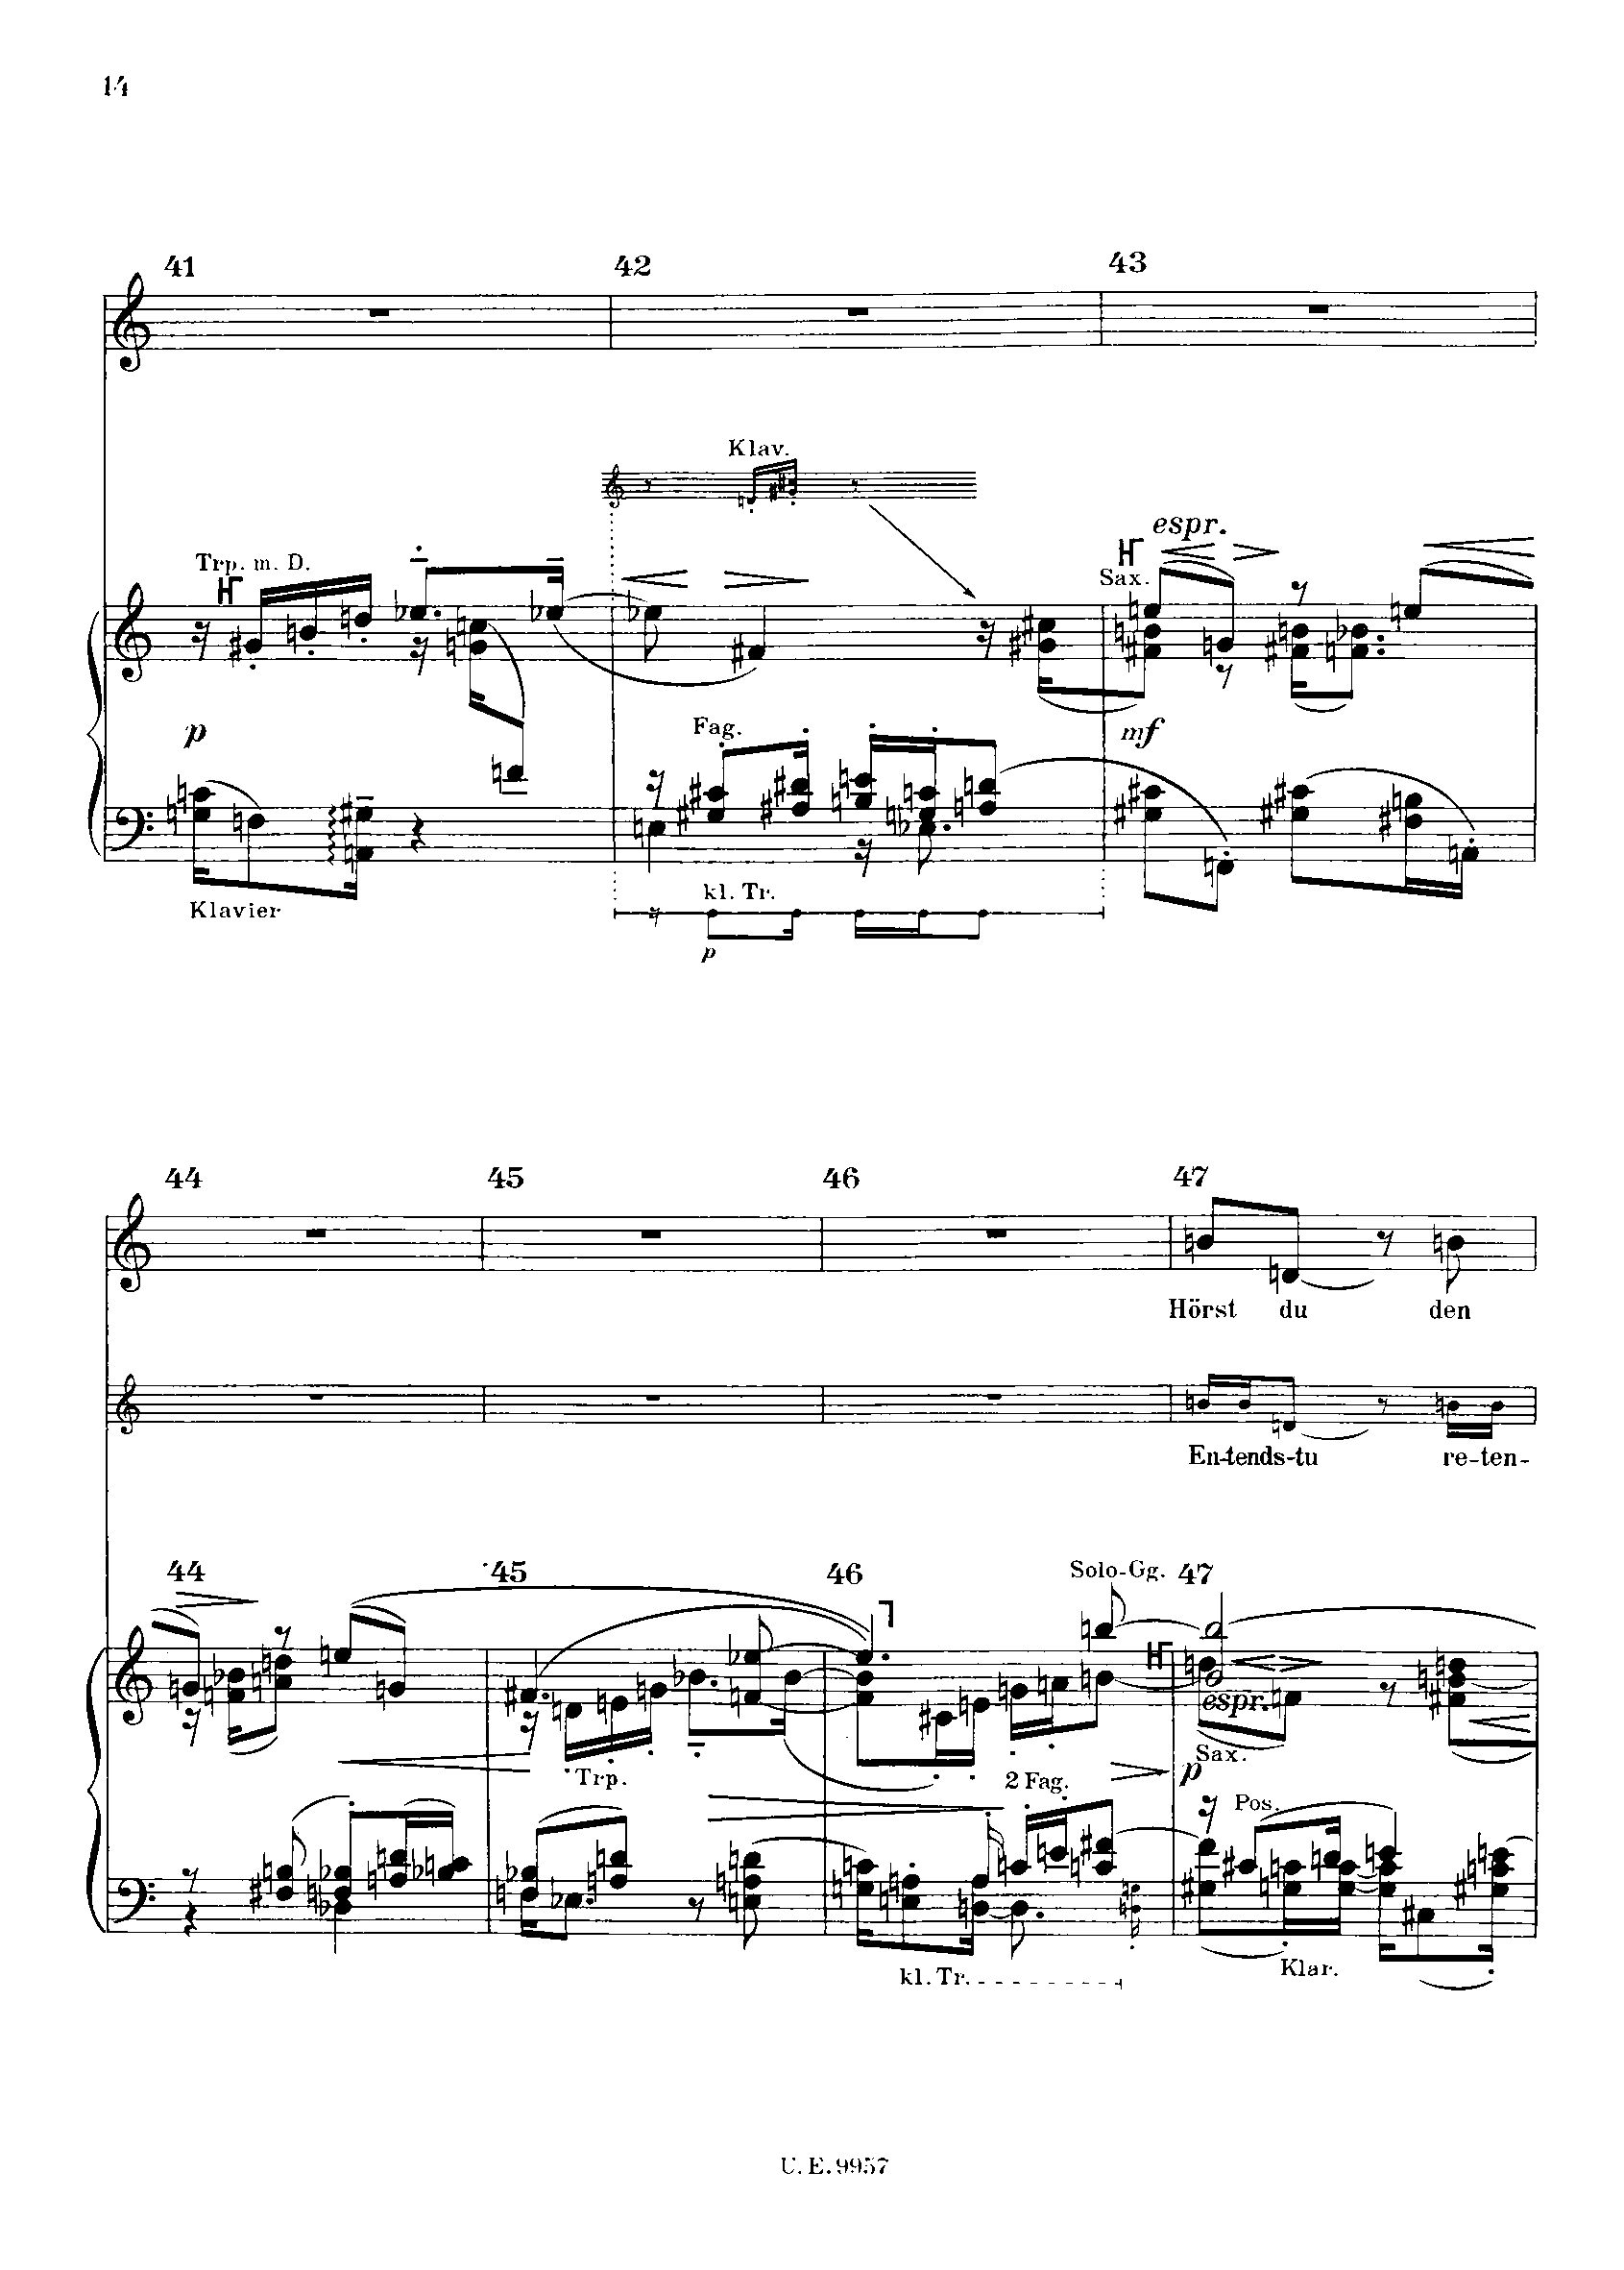 14
41 42 43
Klav.
espr.
Trp. m. D.
Sax.
p
Fag.
mf
Klavier
kl. Tr.
p
44 45 46 47
Hörst du den
En-tends-tu re-ten-
44 45 46 Solo-Gg. 47
espr.
Trp.
Sax.
2 Fag.
p
Pos.
kl. Tr.
Klar.
U. E. 9957